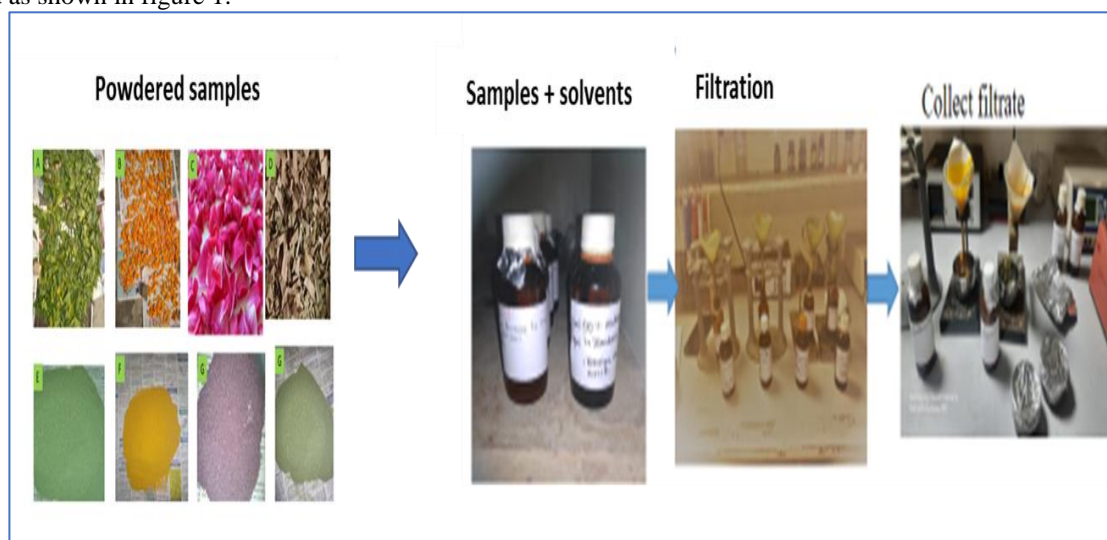 as shown in figure 1.
Powdered samples
Samples + solvents
Filtration
Collect filtrate
A
B
C
D
E
F
G
G